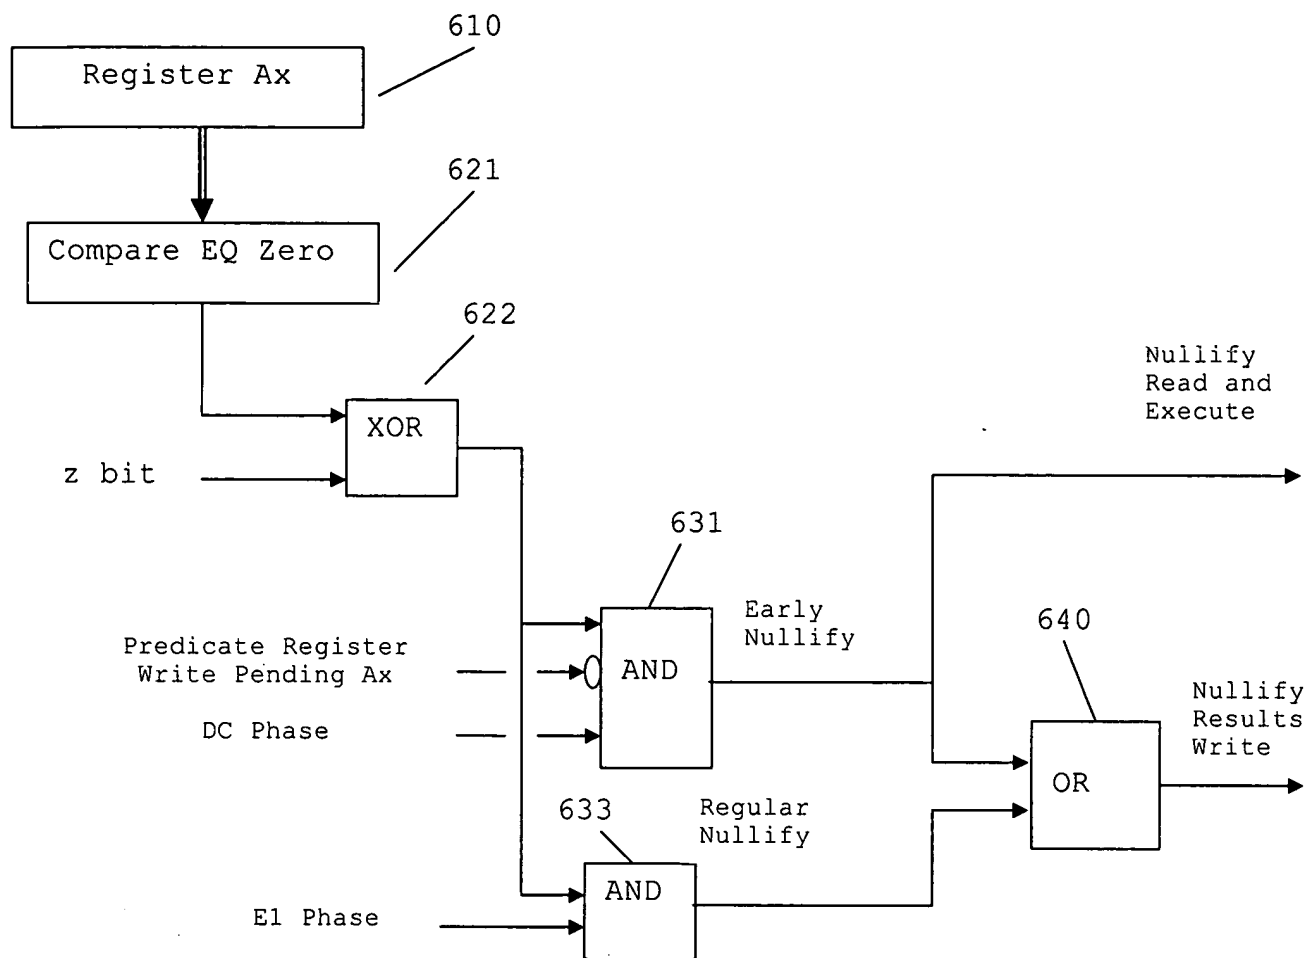 610
Register Ax
621
Compare EQ Zero
622
XOR
z bit
Nullify
Read and
Execute
631
Early
Nullify
640
Predicate Register
Write Pending Ax
AND
DC Phase
Nullify
Results
Write
OR
633
Regular
Nullify
AND
E1 Phase